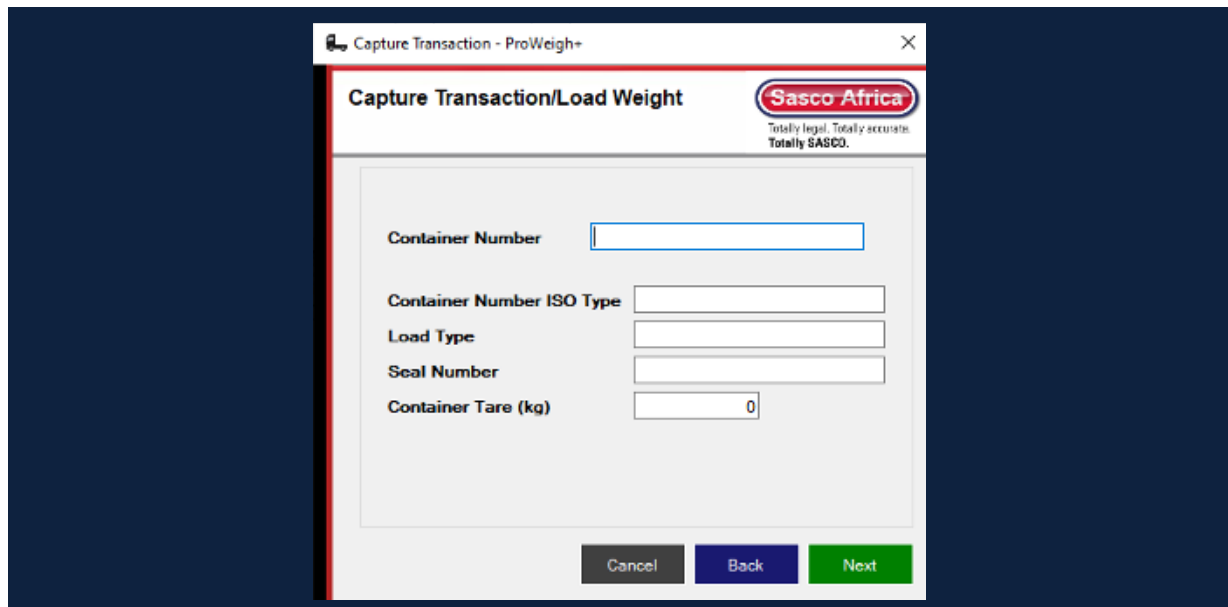 Capture Transaction - ProWeigh+
Capture Transaction/Load Weight
Sasco Africa
Totally legal. Totally accurate.
Totally SASCO.
Container Number
Container Number ISO Type
Load Type
Seal Number
Container Tare (kg) 0
Cancel Back Next